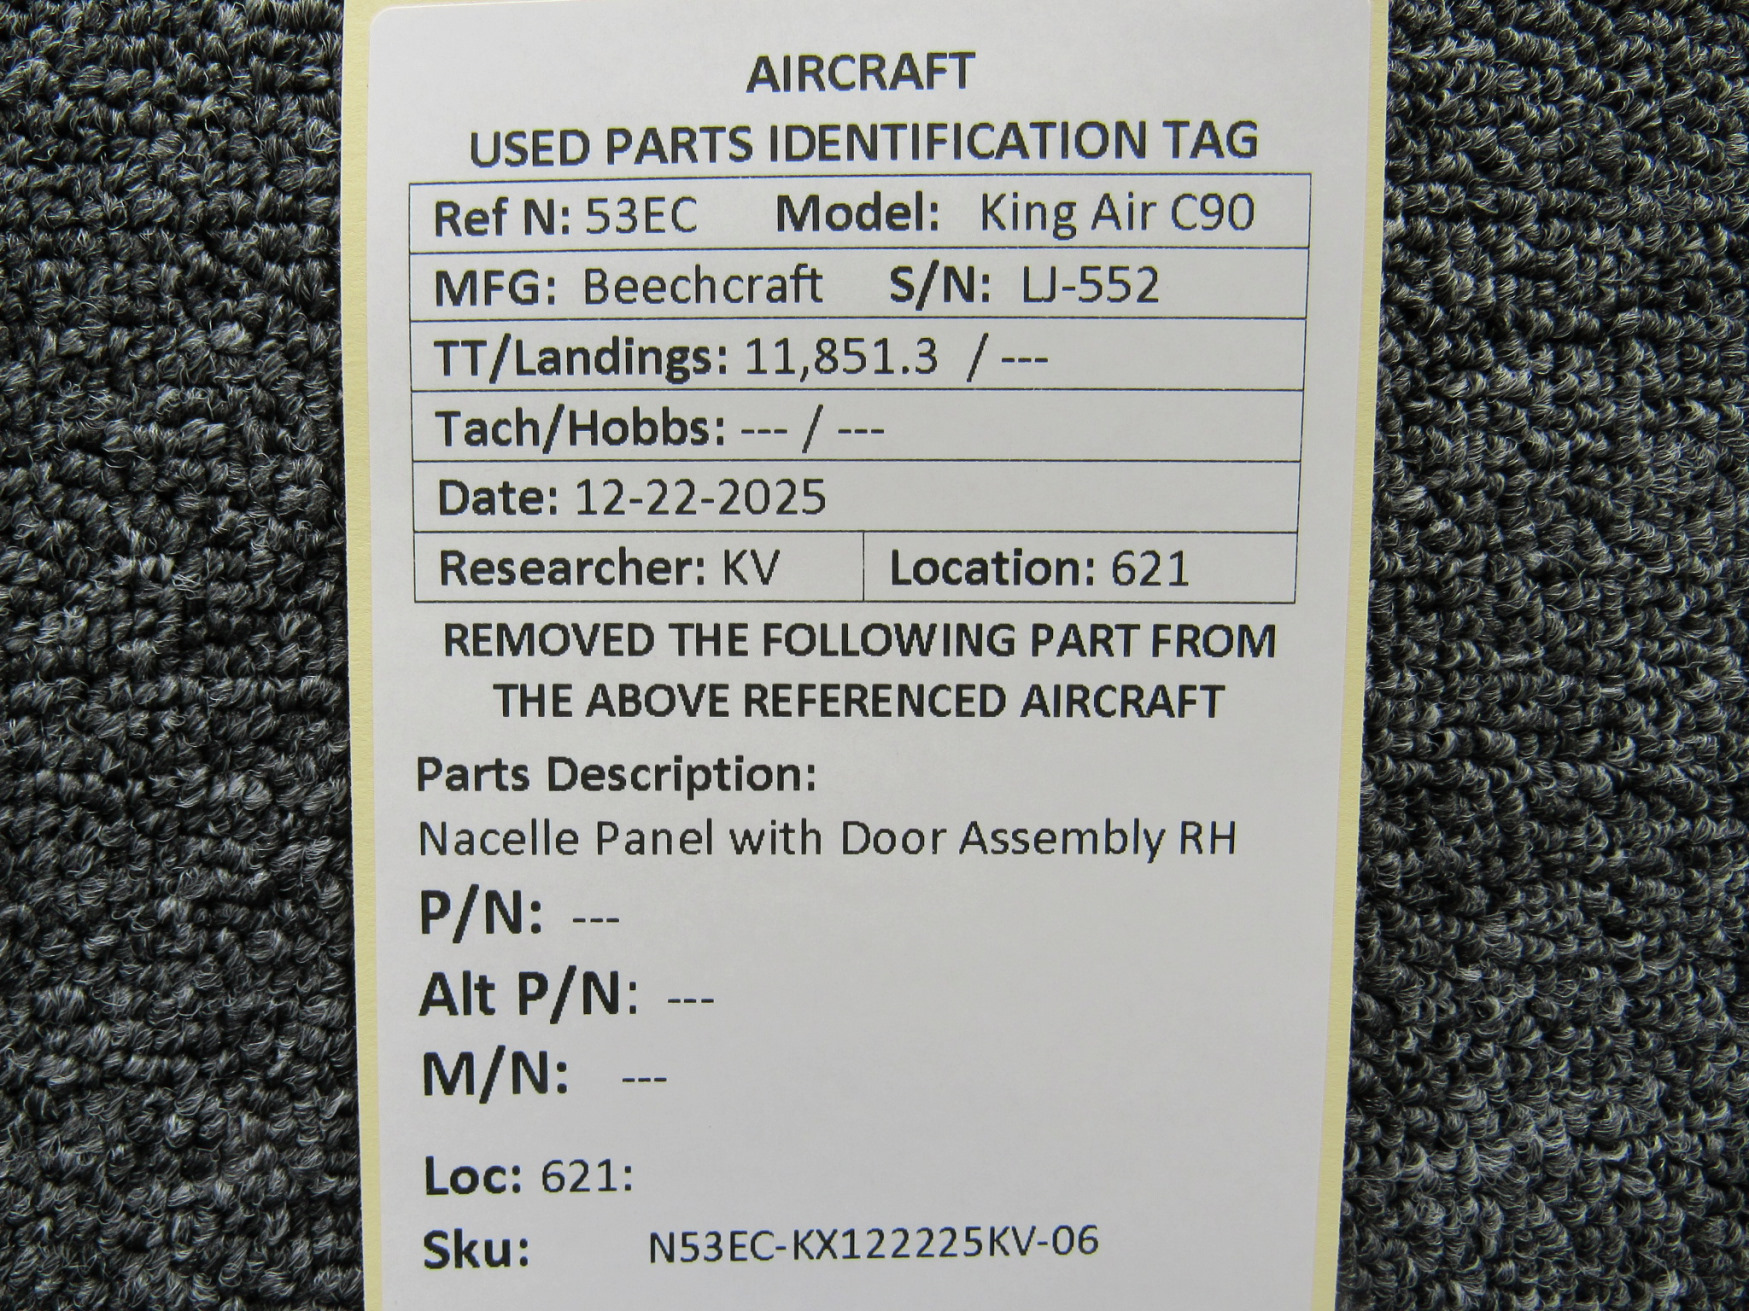 AIRCRAFT
USED PARTS IDENTIFICATION TAG
Ref N: 53EC Model: King Air C90
MFG: Beechcraft S/N: LJ-552
TT/Landings: 11,851.3 / ---
Tach/Hobbs: --- / ---
Date: 12-22-2025
Researcher: KV Location: 621
REMOVED THE FOLLOWING PART FROM
THE ABOVE REFERENCED AIRCRAFT
Parts Description:
Nacelle Panel with Door Assembly RH
P/N: ---
Alt P/N: ---
M/N: ---
Loc: 621:
Sku: N53EC-KX122225KV-06